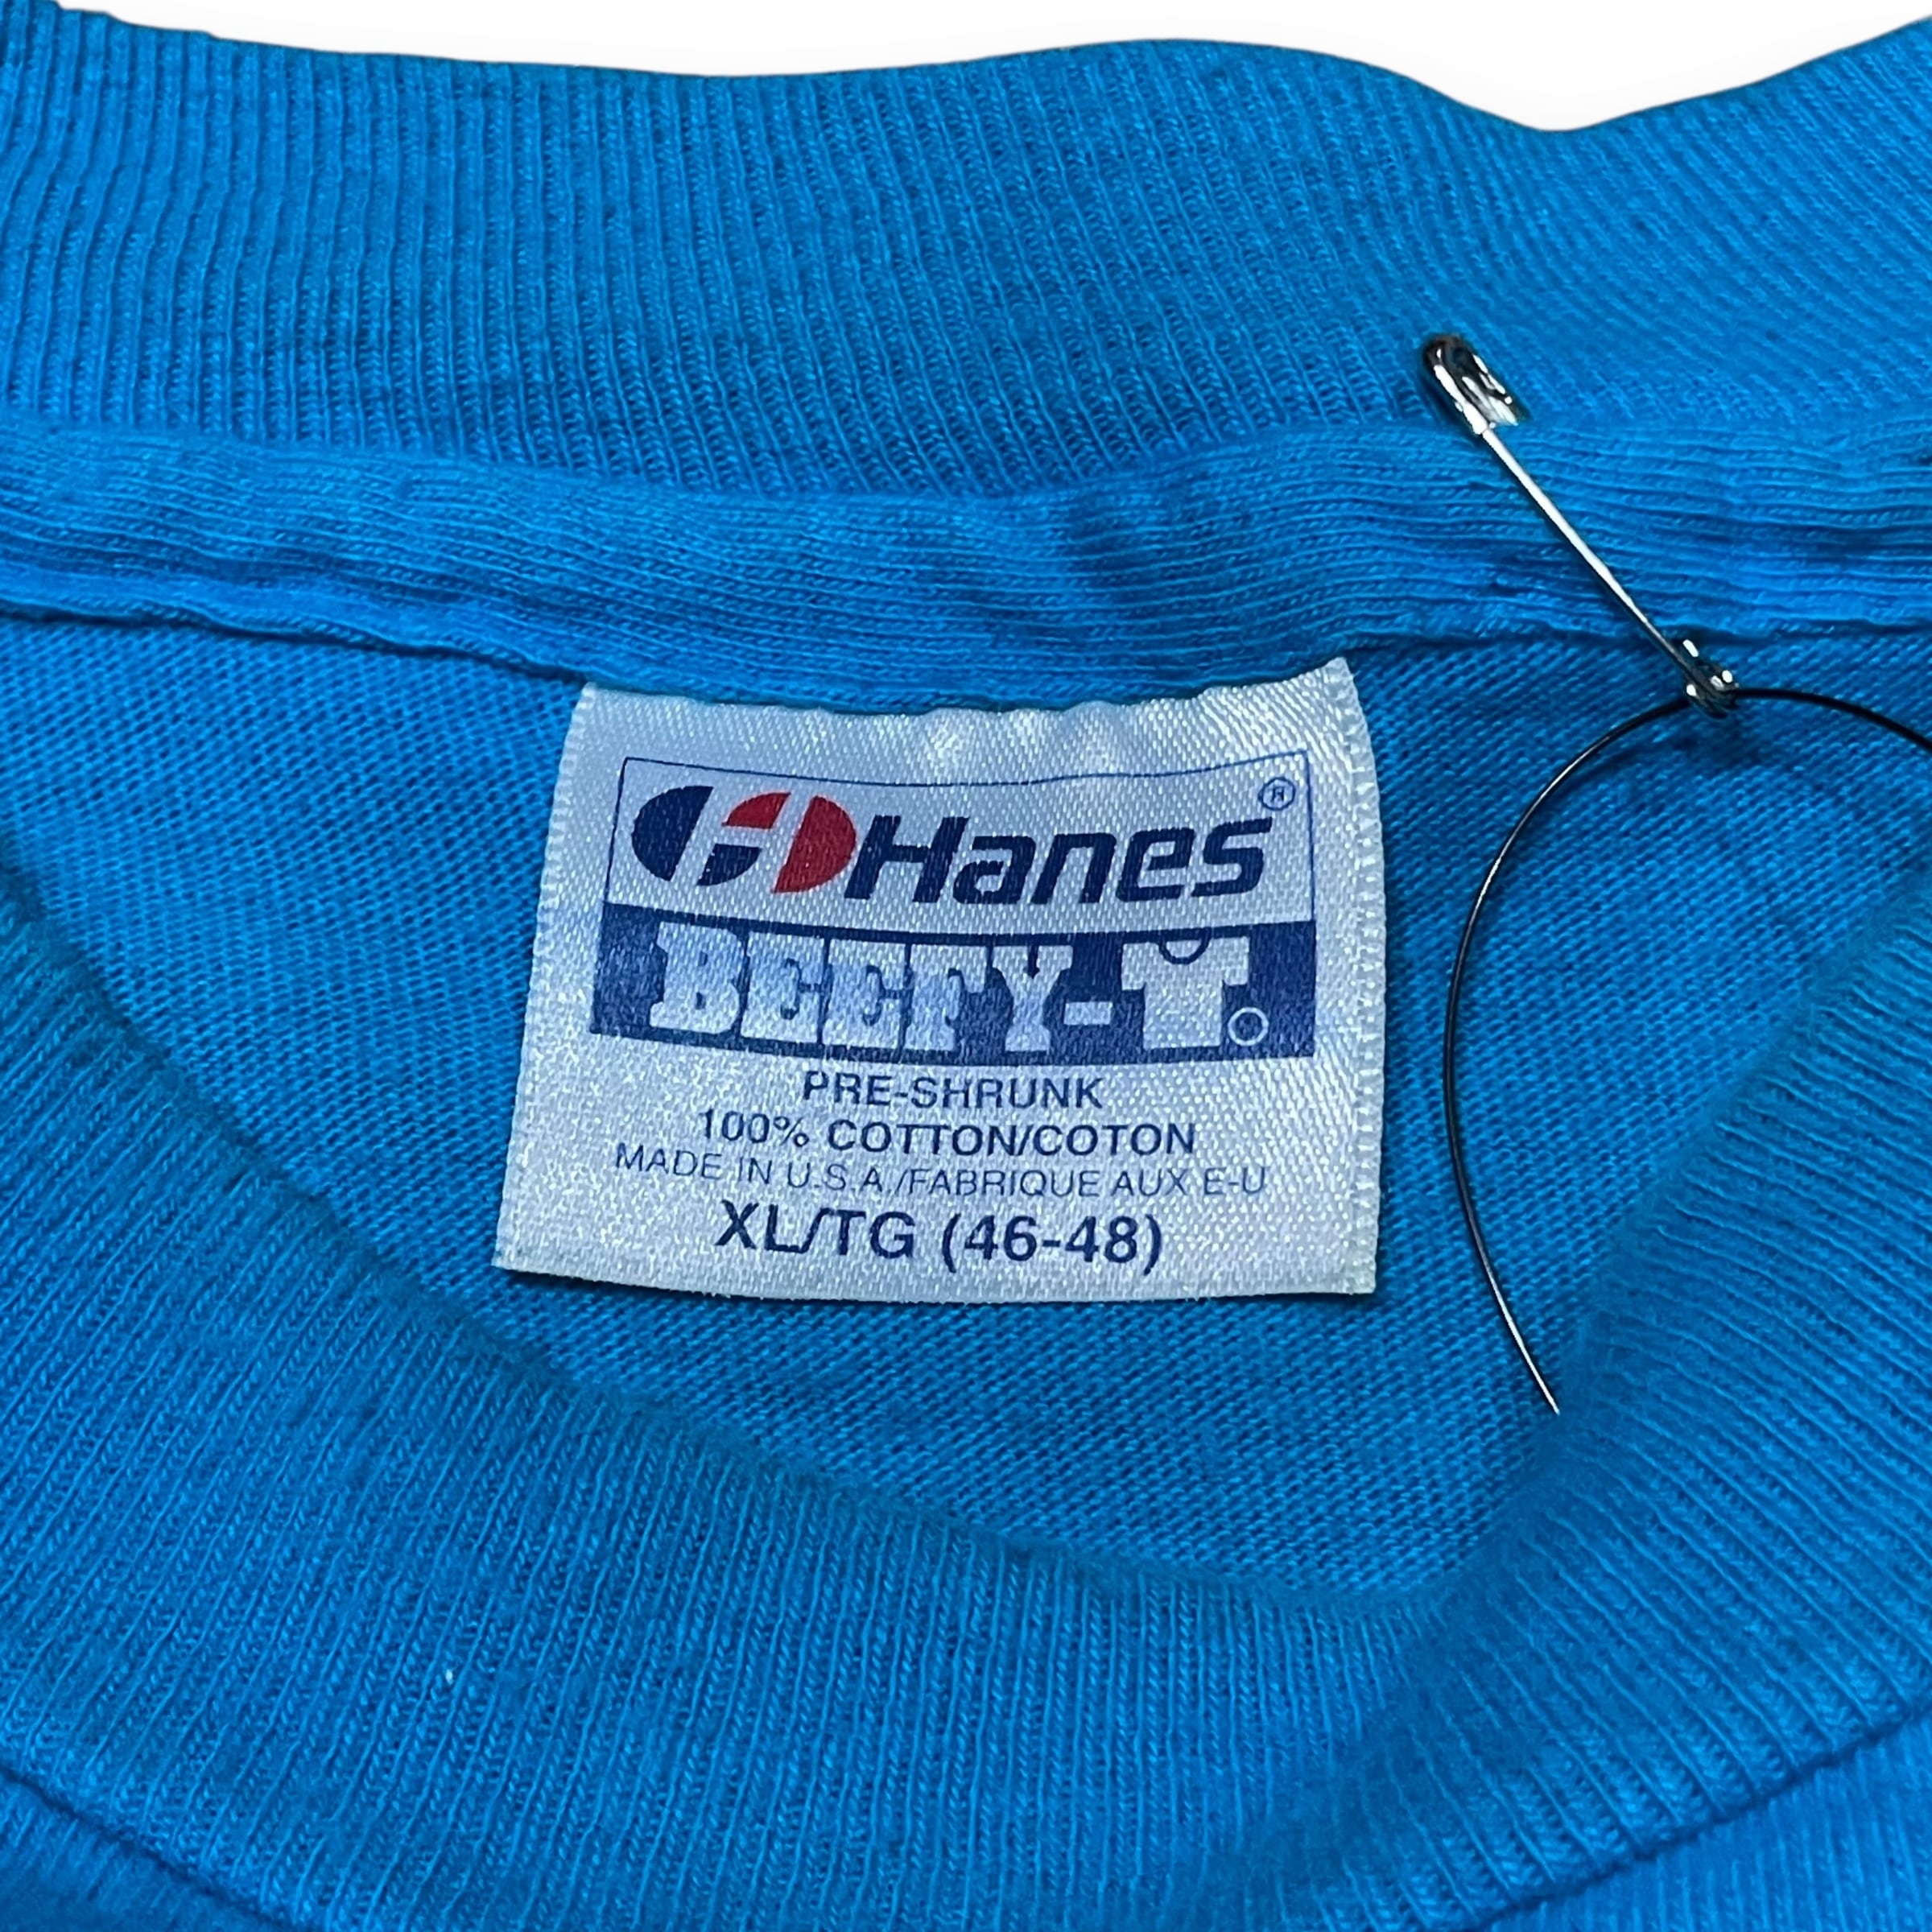 Hanes®
BEEFY-T
PRE-SHRUNK
100% COTTON/COTON
MADE IN U.S.A./FABRIQUE AUX E-U
XL/TG (46-48)